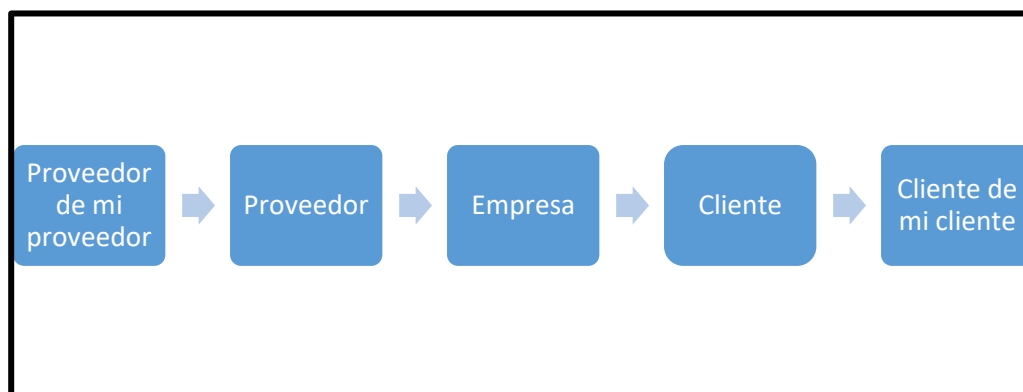 Proveedor
de mi
proveedor
Proveedor
Empresa
Cliente
Cliente de
mi cliente